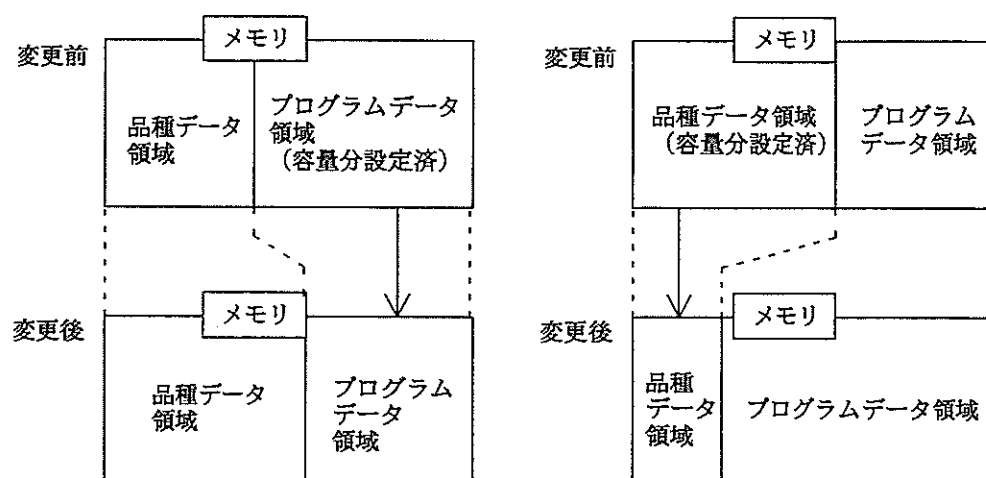 メモリ
変更前
品種データ
領域
プログラムデータ
領域
(容量分設定済)
メモリ
変更後
品種データ
領域
プログラム
データ
領域
メモリ
変更前
品種データ領域
(容量分設定済)
プログラム
データ領域
メモリ
変更後
品種
データ
領域
プログラムデータ領域